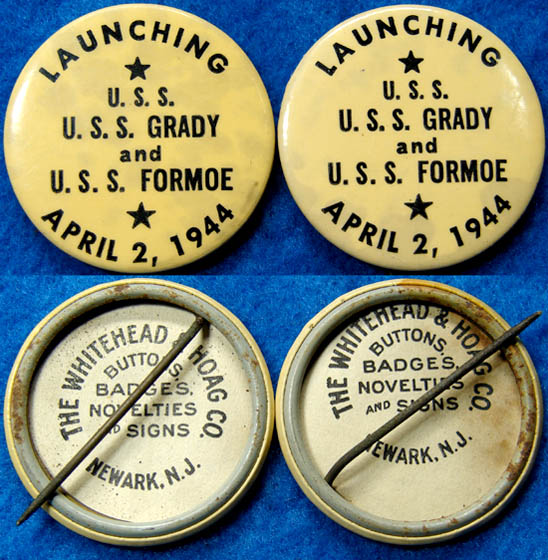 LAUNCHING
U.S.S.
U.S.S. GRADY
and
U.S.S. FORMOE
APRIL 2, 1944
LAUNCHING
U.S.S.
U.S.S. GRADY
and
U.S.S. FORMOE
APRIL 2, 1944
THE WHITEHEAD & HOAG CO.
BUTTONS,
BADGES,
NOVELTIES
AND SIGNS
NEWARK, N.J.
THE WHITEHEAD & HOAG CO.
BUTTONS,
BADGES,
NOVELTIES
AND SIGNS
NEWARK, N.J.